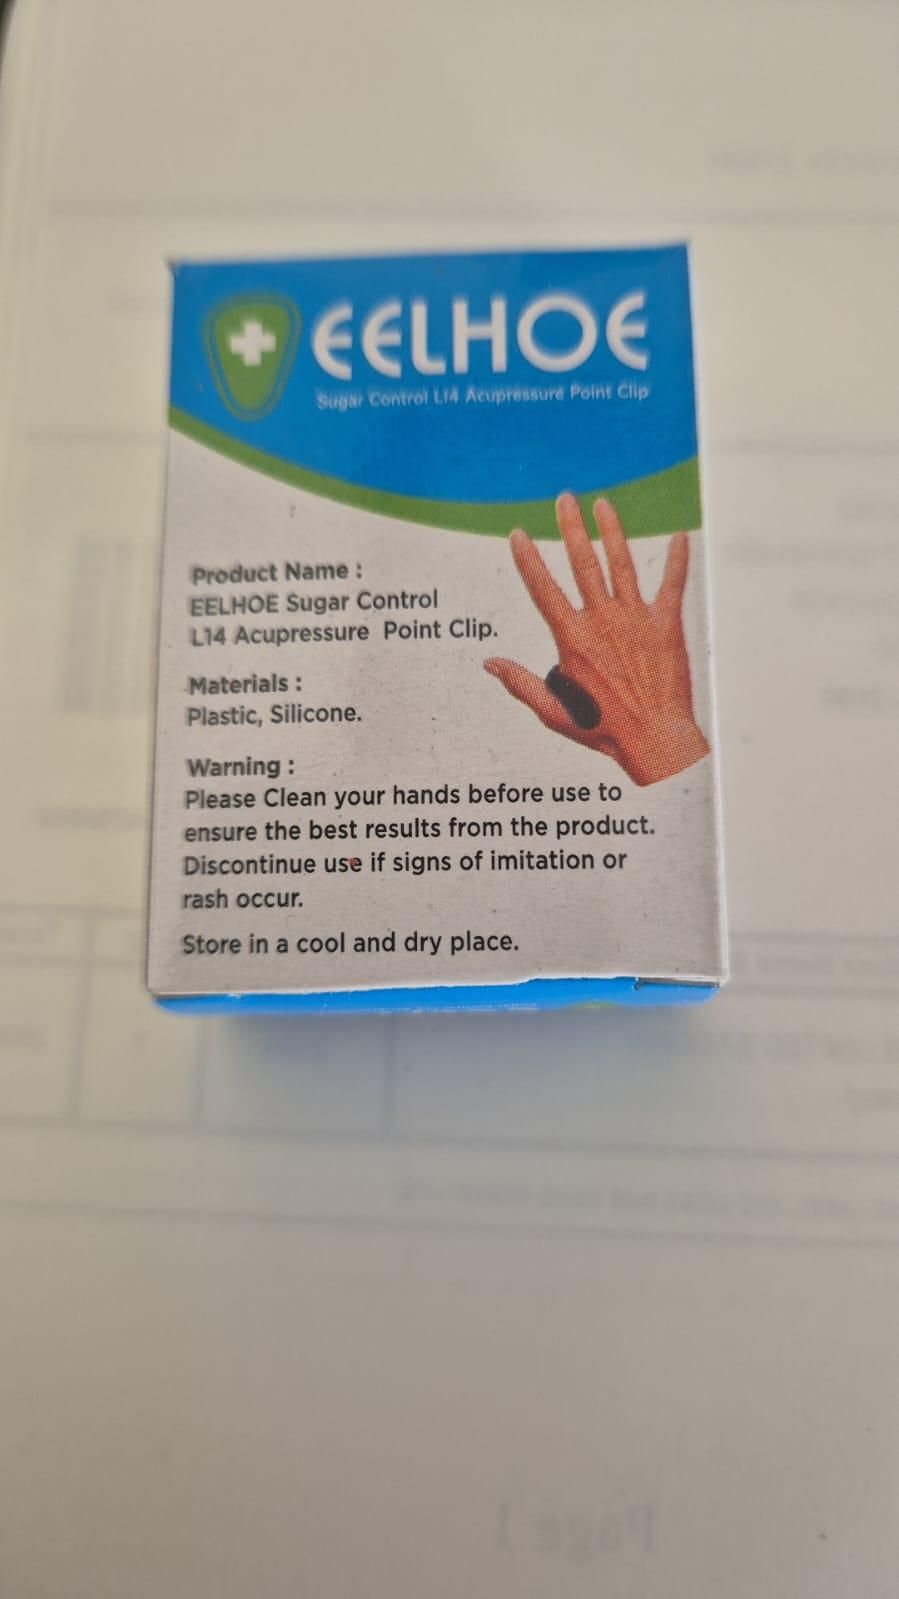 EELHOE
Sugar Control L14 Acupressure Point Clip
Product Name :
EELHOE Sugar Control
L14 Acupressure Point Clip.
Materials :
Plastic, Silicone.
Warning :
Please Clean your hands before use to
ensure the best results from the product.
Discontinue use if signs of imitation or
rash occur.
Store in a cool and dry place.
Page 1